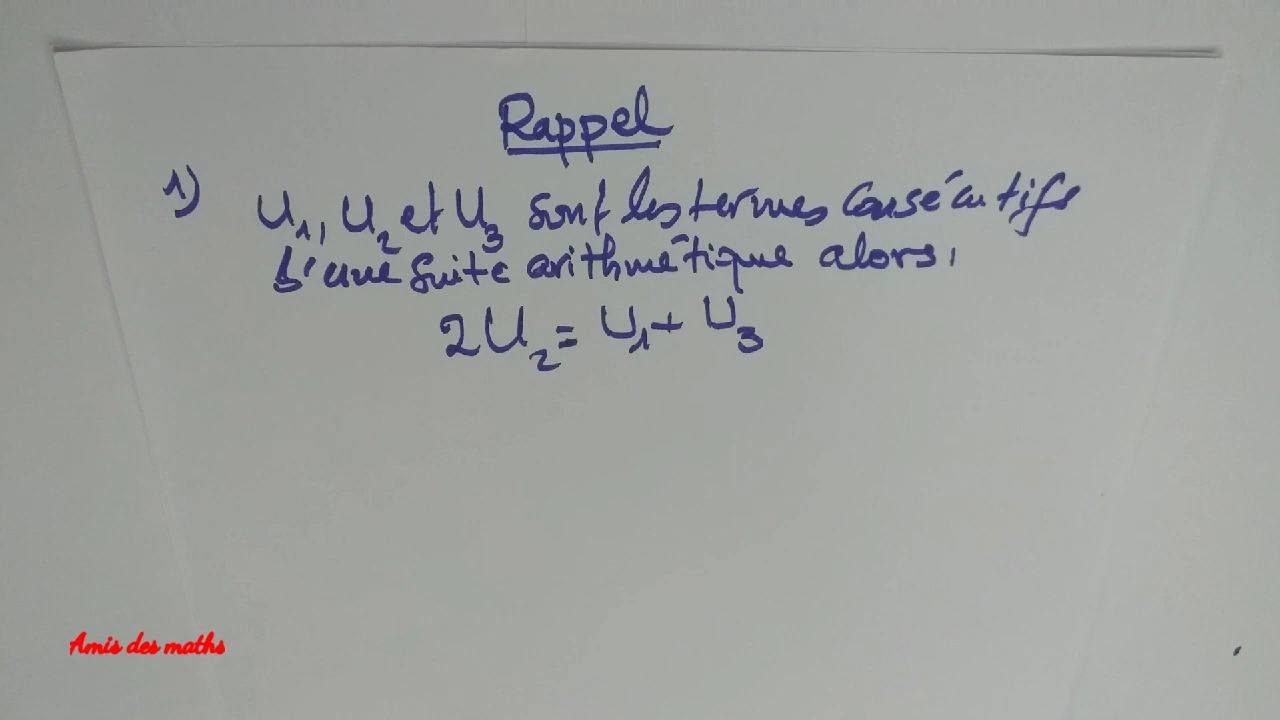 Rappel
1) U₁, U₂ et U₃ sont les termes consécutifs
d'une suite arithmétique alors,
2U₂ = U₁ + U₃
Amis des maths